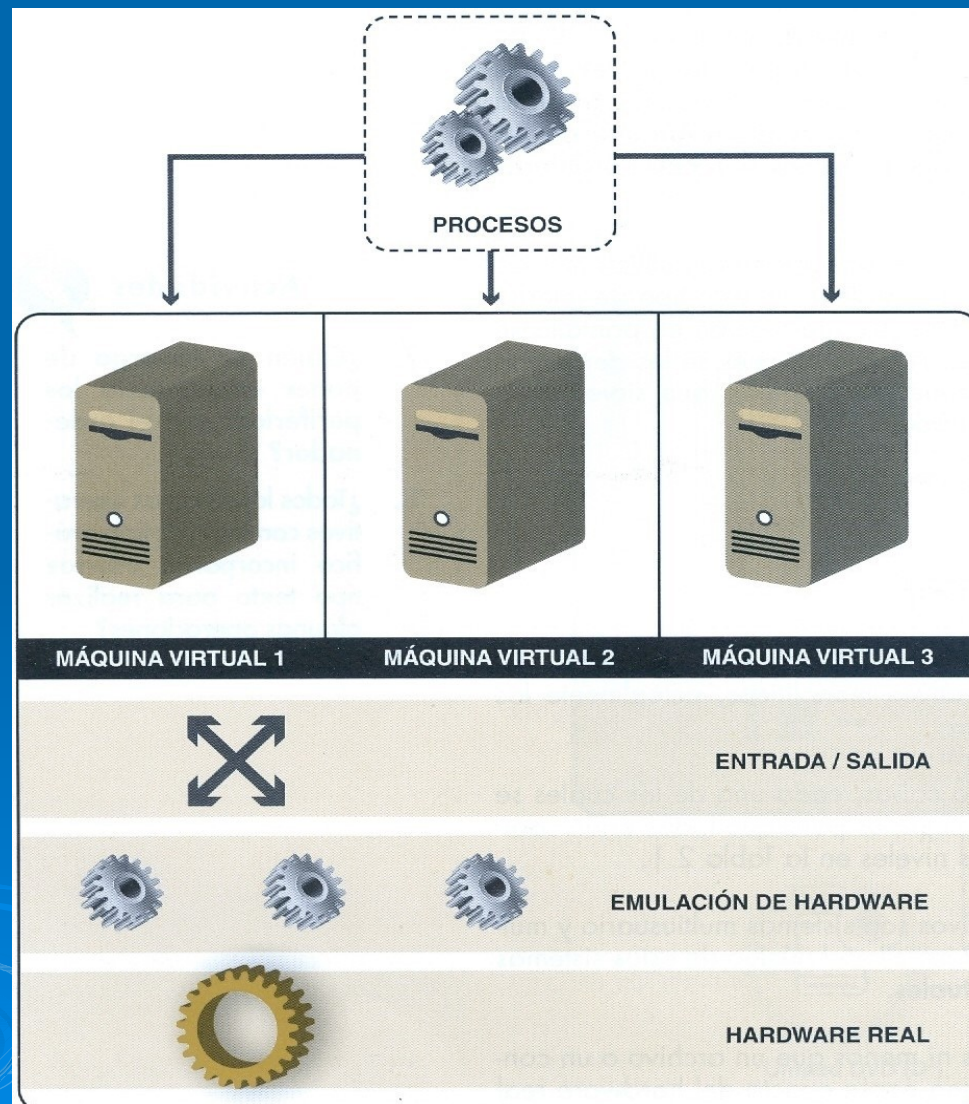 PROCESOS
MÁQUINA VIRTUAL 1
MÁQUINA VIRTUAL 2
MÁQUINA VIRTUAL 3
ENTRADA / SALIDA
EMULACIÓN DE HARDWARE
HARDWARE REAL